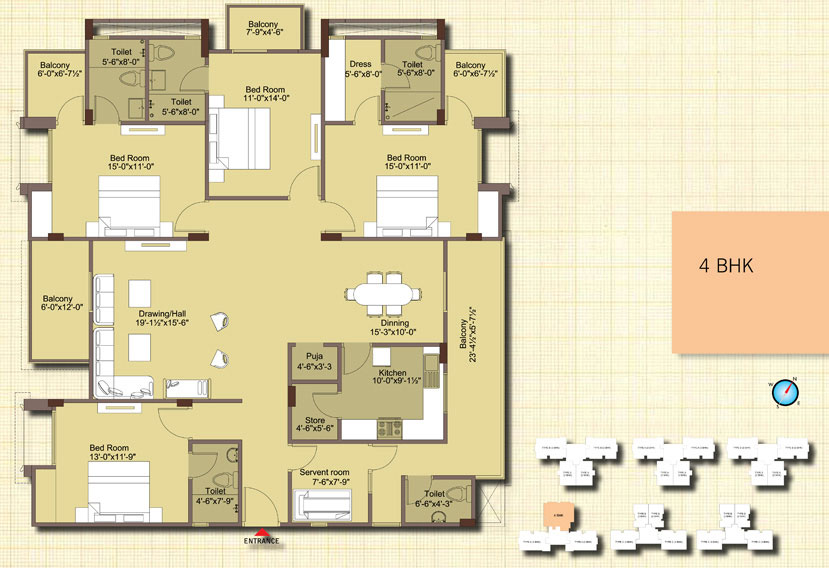 Balcony
7'-9"x4'-6"
Toilet
5'-6"x8'-0"
Balcony
6'-0"x6'-7½"
Toilet
5'-6"x8'-0"
Bed Room
11'-0"x14'-0"
Dress
5'-6"x8'-0"
Toilet
5'-6"x8'-0"
Balcony
6'-0"x6'-7½"
Bed Room
15'-0"x11'-0"
Bed Room
15'-0"x11'-0"
4 BHK
Balcony
6'-0"x12'-0"
Drawing/Hall
19'-1½"x15'-6"
Dinning
15'-3"x10'-0"
Balcony
23'-4½"x5'-7½"
Puja
4'-6"x3'-3
Kitchen
10'-0"x9'-1½"
Store
4'-6"x5'-6"
N
W
E
S
Bed Room
13'-0"x11'-9"
Toilet
4'-6"x7'-9"
Servent room
7'-6"x7'-9"
Toilet
6'-6"x4'-3"
ENTRANCE
4 BHK